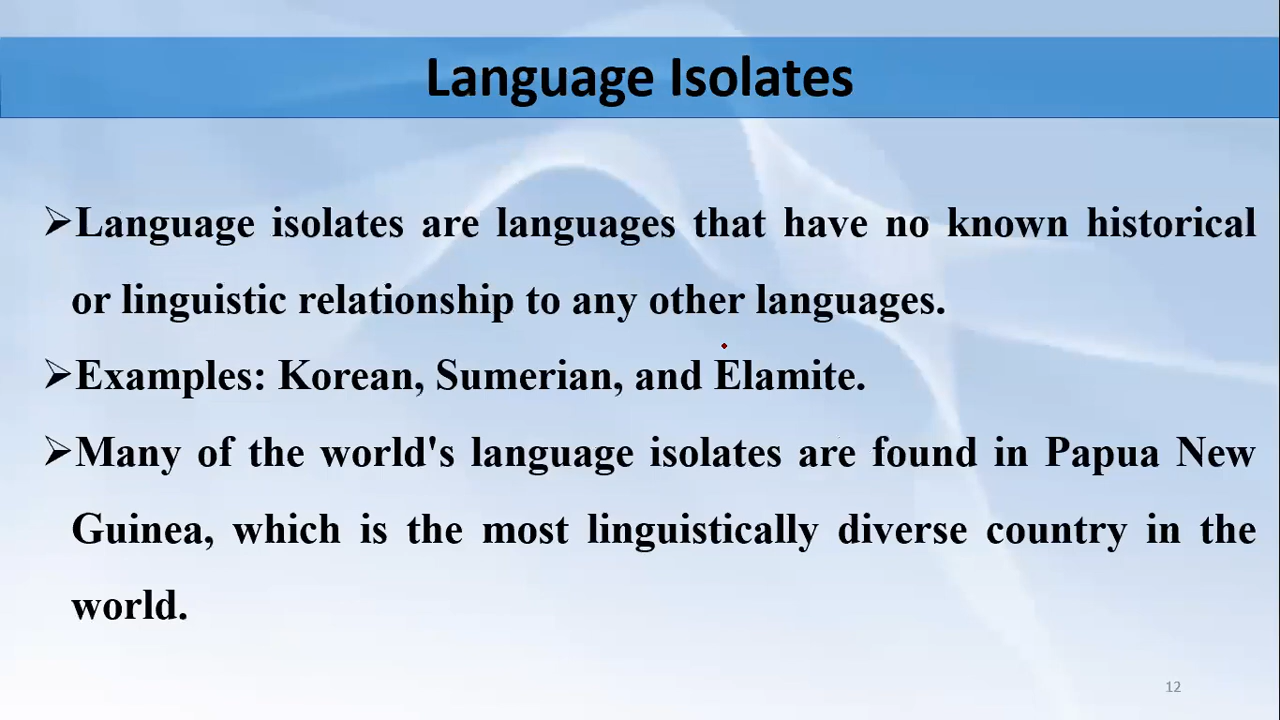 Language Isolates
➢Language isolates are languages that have no known historical
or linguistic relationship to any other languages.
➢Examples: Korean, Sumerian, and Elamite.
➢Many of the world's language isolates are found in Papua New
Guinea, which is the most linguistically diverse country in the
world.
12